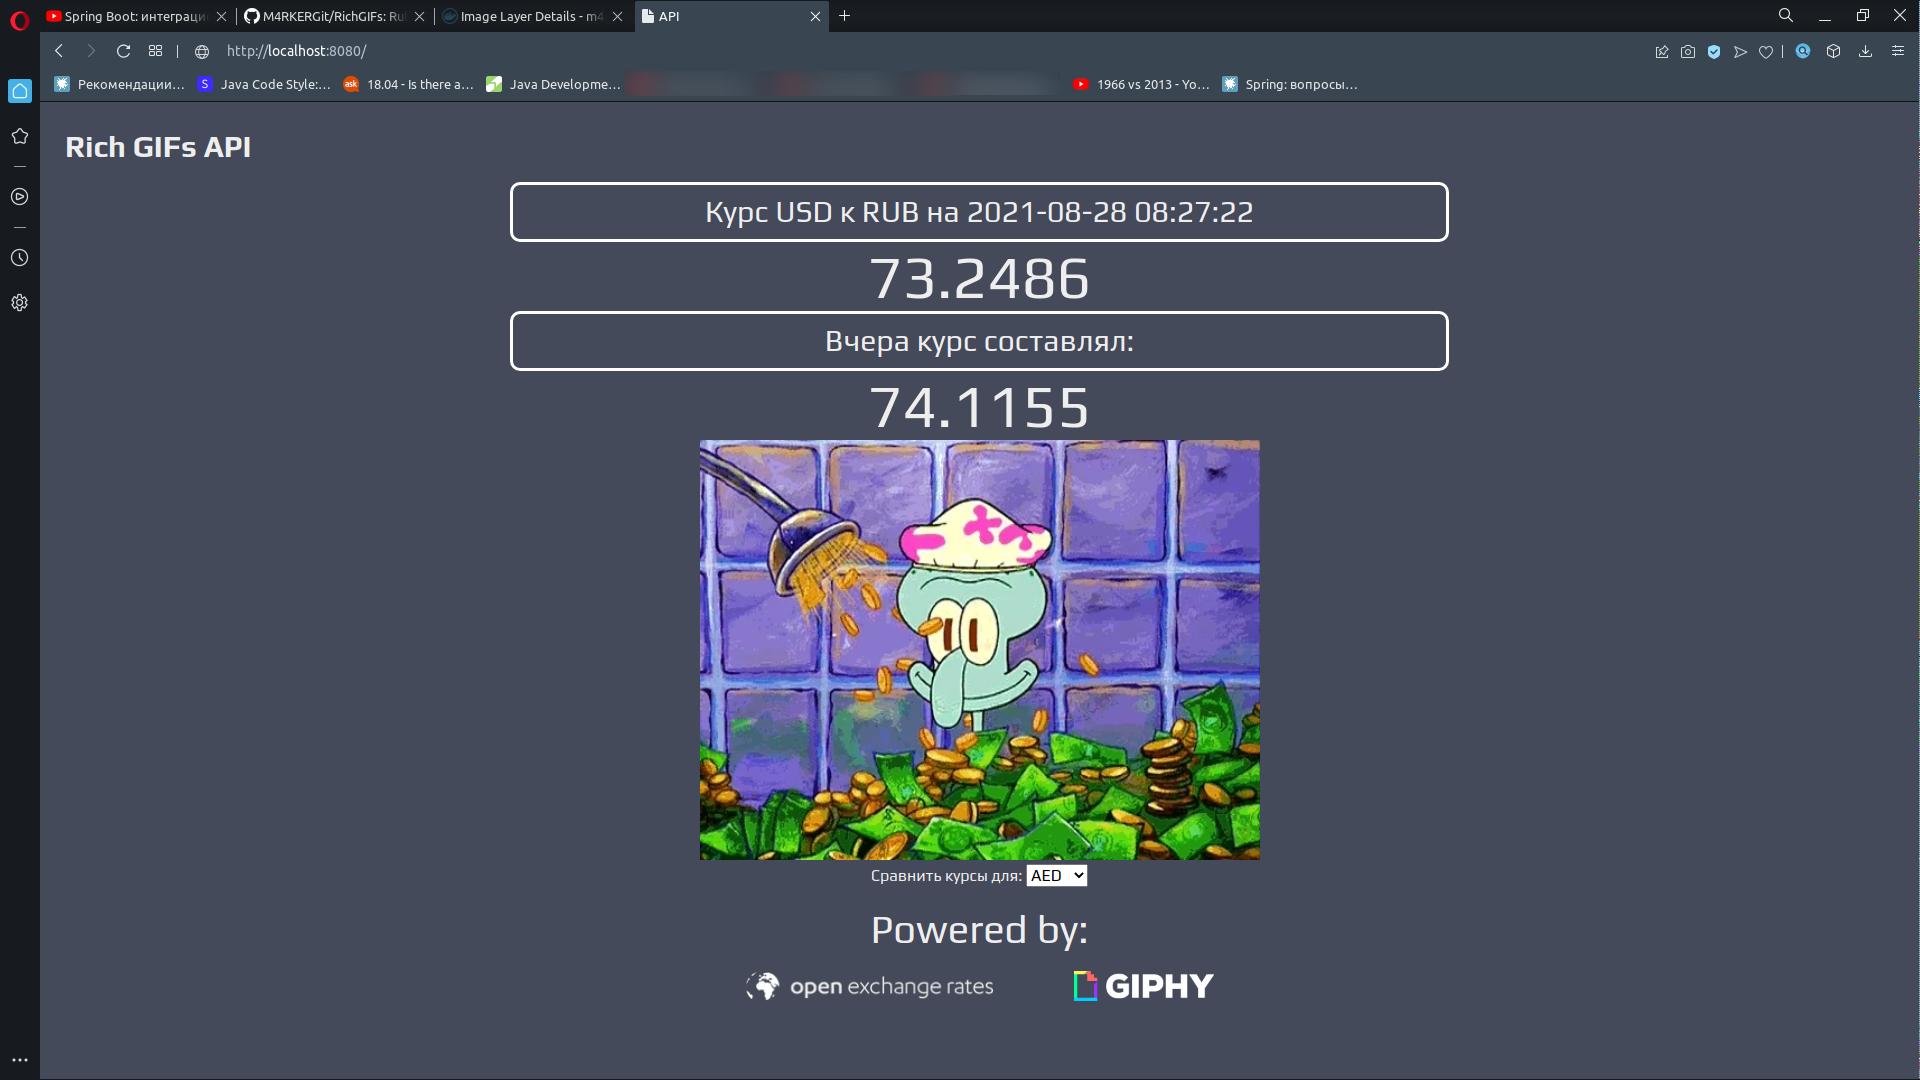 Spring Boot: интеграци
M4RKERGit/RichGIFs: Ru
Image Layer Details - m4
API
http://localhost:8080/
Рекомендации...
S
Java Code Style:...
ask
18.04 - Is there a...
Java Developme...
1966 vs 2013 - Yo...
Spring: вопросы...
Rich GIFs API
Курс USD к RUB на 2021-08-28 08:27:22
73.2486
Вчера курс составлял:
74.1155
Сравнить курсы для: AED
Powered by:
open exchange rates
GIPHY